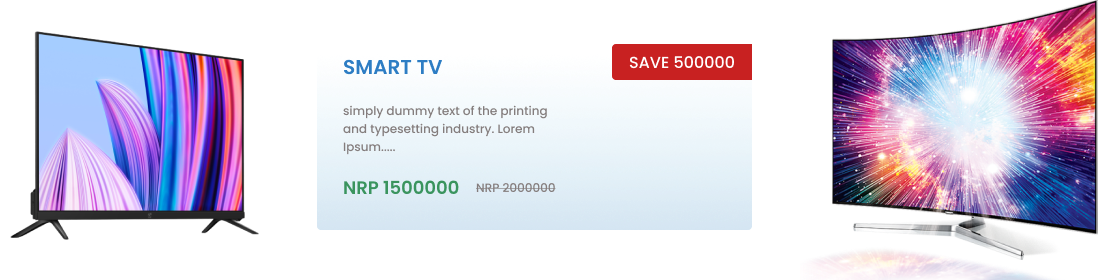 SMART TV
SAVE 500000
simply dummy text of the printing
and typesetting industry. Lorem
Ipsum.....
NRP 1500000 NRP 2000000